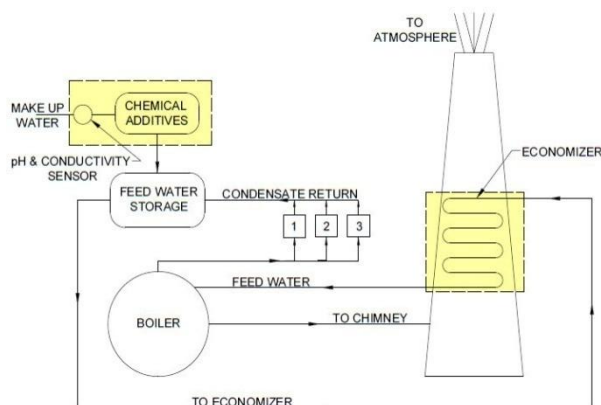 TO
ATMOSPHERE
CHEMICAL
ADDITIVES
MAKE UP
WATER
pH & CONDUCTIVITY
SENSOR
ECONOMIZER
FEED WATER
STORAGE
CONDENSATE RETURN
1
2
3
FEED WATER
BOILER
TO CHIMNEY
TO ECONOMIZER